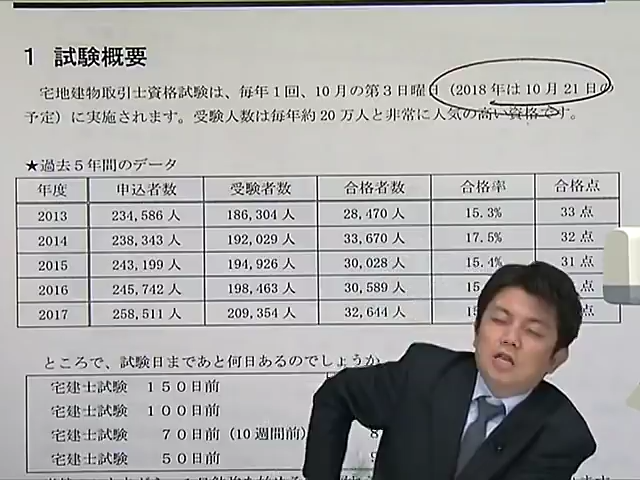 1 試験概要
宅地建物取引士資格試験は、毎年1回、10月の第3日曜日（2018年は10月21日の
予定）に実施されます。受験人数は毎年約20万人と非常に人気の高い資格です。
★過去5年間のデータ
年度 申込者数 受験者数 合格者数 合格率 合格点
2013 234,586人 186,304人 28,470人 15.3% 33点
2014 238,343人 192,029人 33,670人 17.5% 32点
2015 243,199人 194,926人 30,028人 15.4% 31点
2016 245,742人 198,463人 30,589人 15 点
2017 258,511人 209,354人 32,644人 点
ところで、試験日まであと何日あるのでしょうか
宅建士試験 150日前
宅建士試験 100日前
宅建士試験 70日前（10週間前）
宅建士試験 50日前